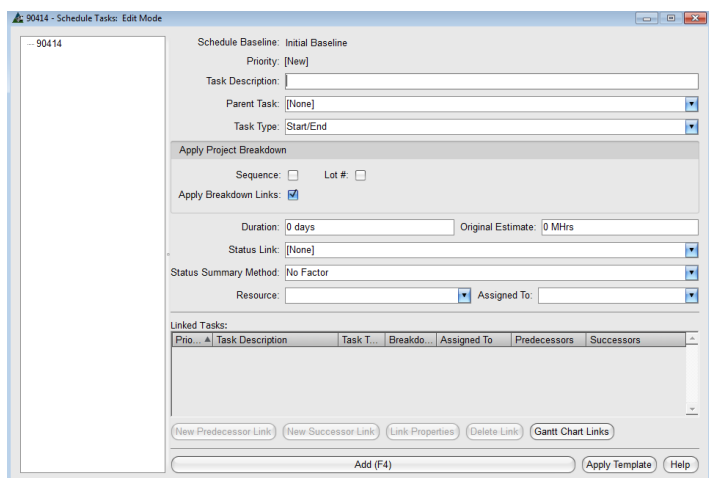 90414 - Schedule Tasks: Edit Mode
90414
Schedule Baseline: Initial Baseline
Priority: [New]
Task Description:
Parent Task: [None]
Task Type: Start/End
Apply Project Breakdown
Sequence: Lot #:
Apply Breakdown Links:
Duration: 0 days Original Estimate: 0 MHrs
Status Link: [None]
Status Summary Method: No Factor
Resource: Assigned To:
Linked Tasks:
Prio... Task Description Task T... Breakdo... Assigned To Predecessors Successors
New Predecessor Link New Successor Link Link Properties Delete Link Gantt Chart Links
Add (F4) Apply Template Help